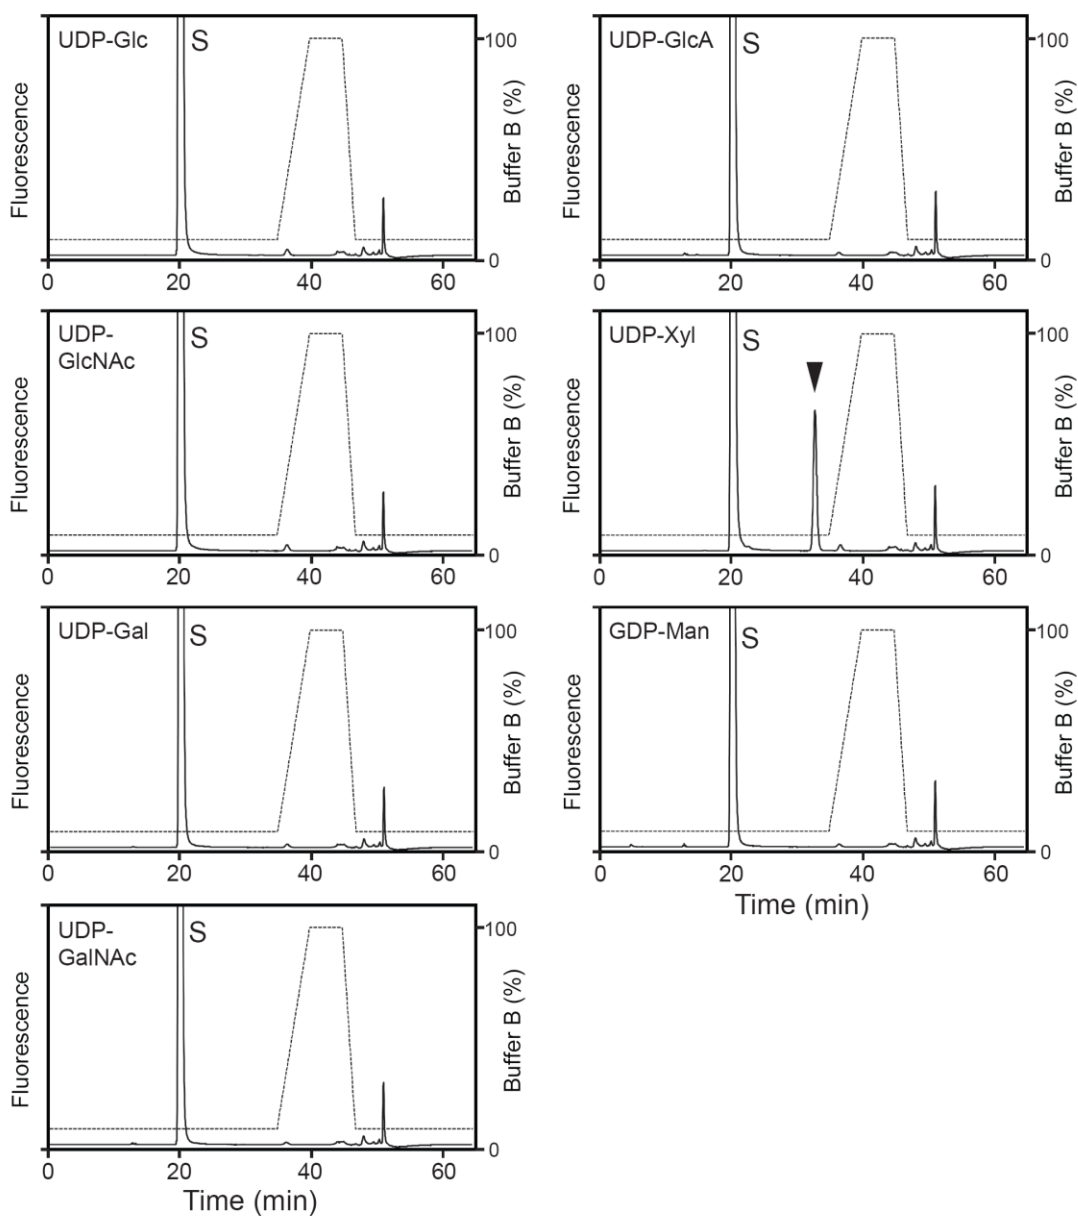 UDP-Glc
S
Fluorescence
Buffer B (%)
100
0
0 20 40 60
UDP-GlcA
S
Fluorescence
Buffer B (%)
100
0
0 20 40 60
UDP-
GlcNAc
S
Fluorescence
Buffer B (%)
100
0
0 20 40 60
UDP-Xyl
S
Fluorescence
Buffer B (%)
100
0
0 20 40 60
UDP-Gal
S
Fluorescence
Buffer B (%)
100
0
0 20 40 60
GDP-Man
S
Fluorescence
Buffer B (%)
100
0
0 20 40 60
Time (min)
UDP-
GalNAc
S
Fluorescence
Buffer B (%)
100
0
0 20 40 60
Time (min)